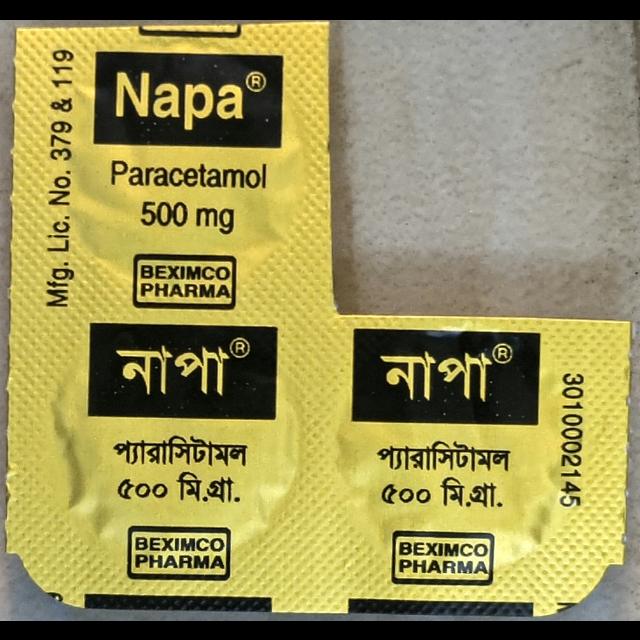 Mfg. Lic. No. 379 & 119
Napa®
Paracetamol
500 mg
BEXIMCO
PHARMA
নাপা®
প্যারাসিটামল
৫০০ মি.গ্রা.
BEXIMCO
PHARMA
নাপা®
প্যারাসিটামল
৫০০ মি.গ্রা.
BEXIMCO
PHARMA
3010002145